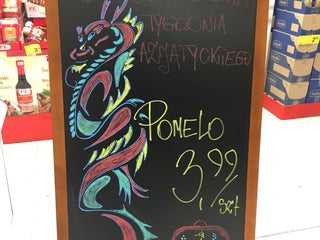 TYGODNIA
AZJATYCKIEGO
POMELO
3,99/
szt